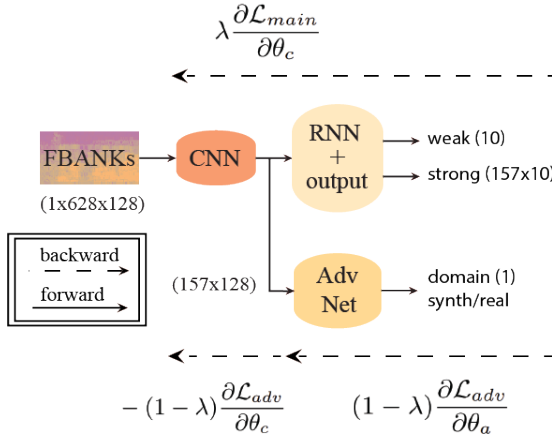 λ ∂ℒ_main / ∂θ_c
FBANKs
CNN
RNN
+
output
weak (10)
strong (157x10)
(1x628x128)
backward
forward
(157x128)
Adv
Net
domain (1)
synth/real
− (1 − λ) ∂ℒ_adv / ∂θ_c
(1 − λ) ∂ℒ_adv / ∂θ_a